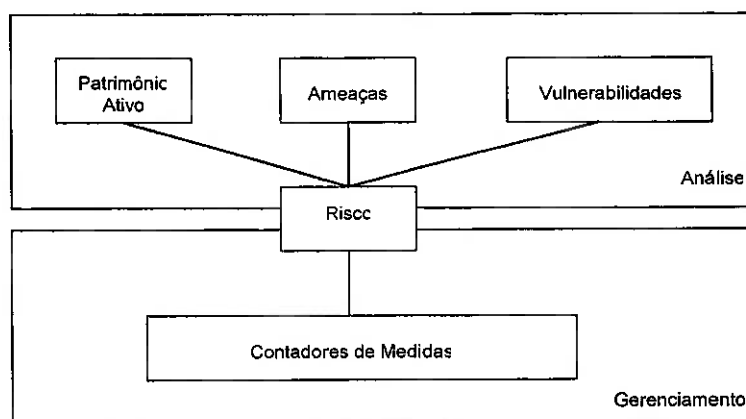 Patrimônic
Ativo
Ameaças
Vulnerabilidades
Análise
Riscc
Contadores de Medidas
Gerenciamento